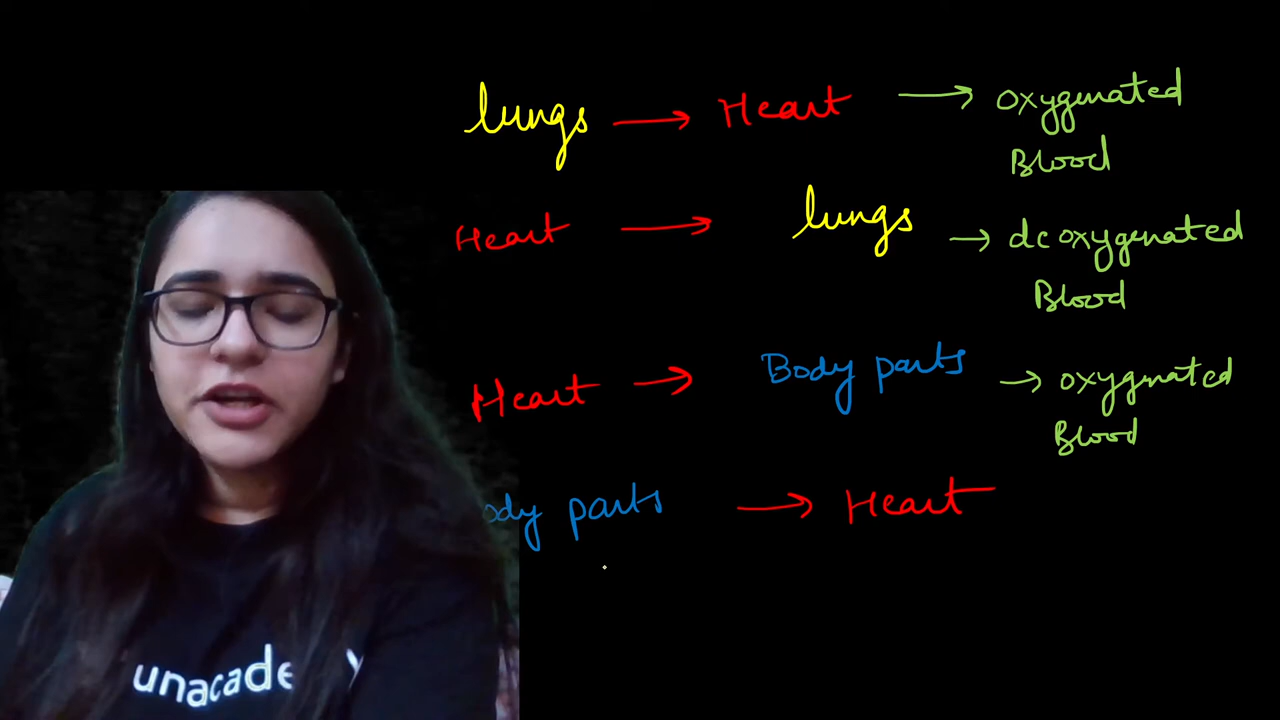 lungs → Heart → oxygenated
Blood
Heart → lungs → deoxygenated
Blood
Heart → Body parts → oxygenated
Blood
ody parts → Heart
unacade y